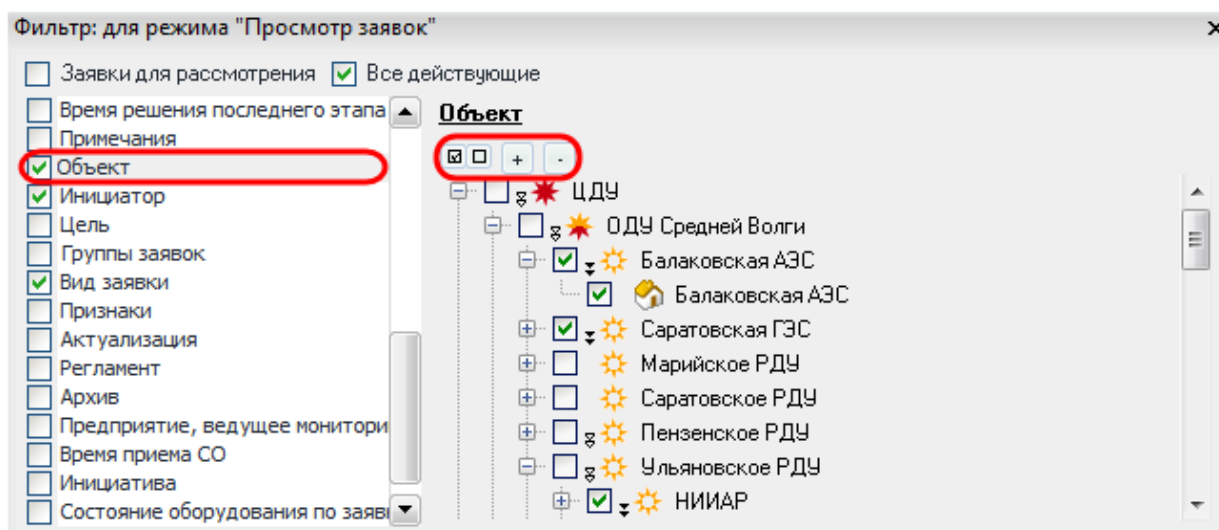 Фильтр: для режима "Просмотр заявок"
Заявки для рассмотрения Все действующие
Время решения последнего этапа
Примечания
Объект
Инициатор
Цель
Группы заявок
Вид заявки
Признаки
Актуализация
Регламент
Архив
Предприятие, ведущее монитори
Время приема СО
Инициатива
Состояние оборудования по заяв
Объект
+ -
ЦДУ
ОДУ Средней Волги
Балаковская АЭС
Балаковская АЭС
Саратовская ГЭС
Марийское РДУ
Саратовское РДУ
Пензенское РДУ
Ульяновское РДУ
НИИАР